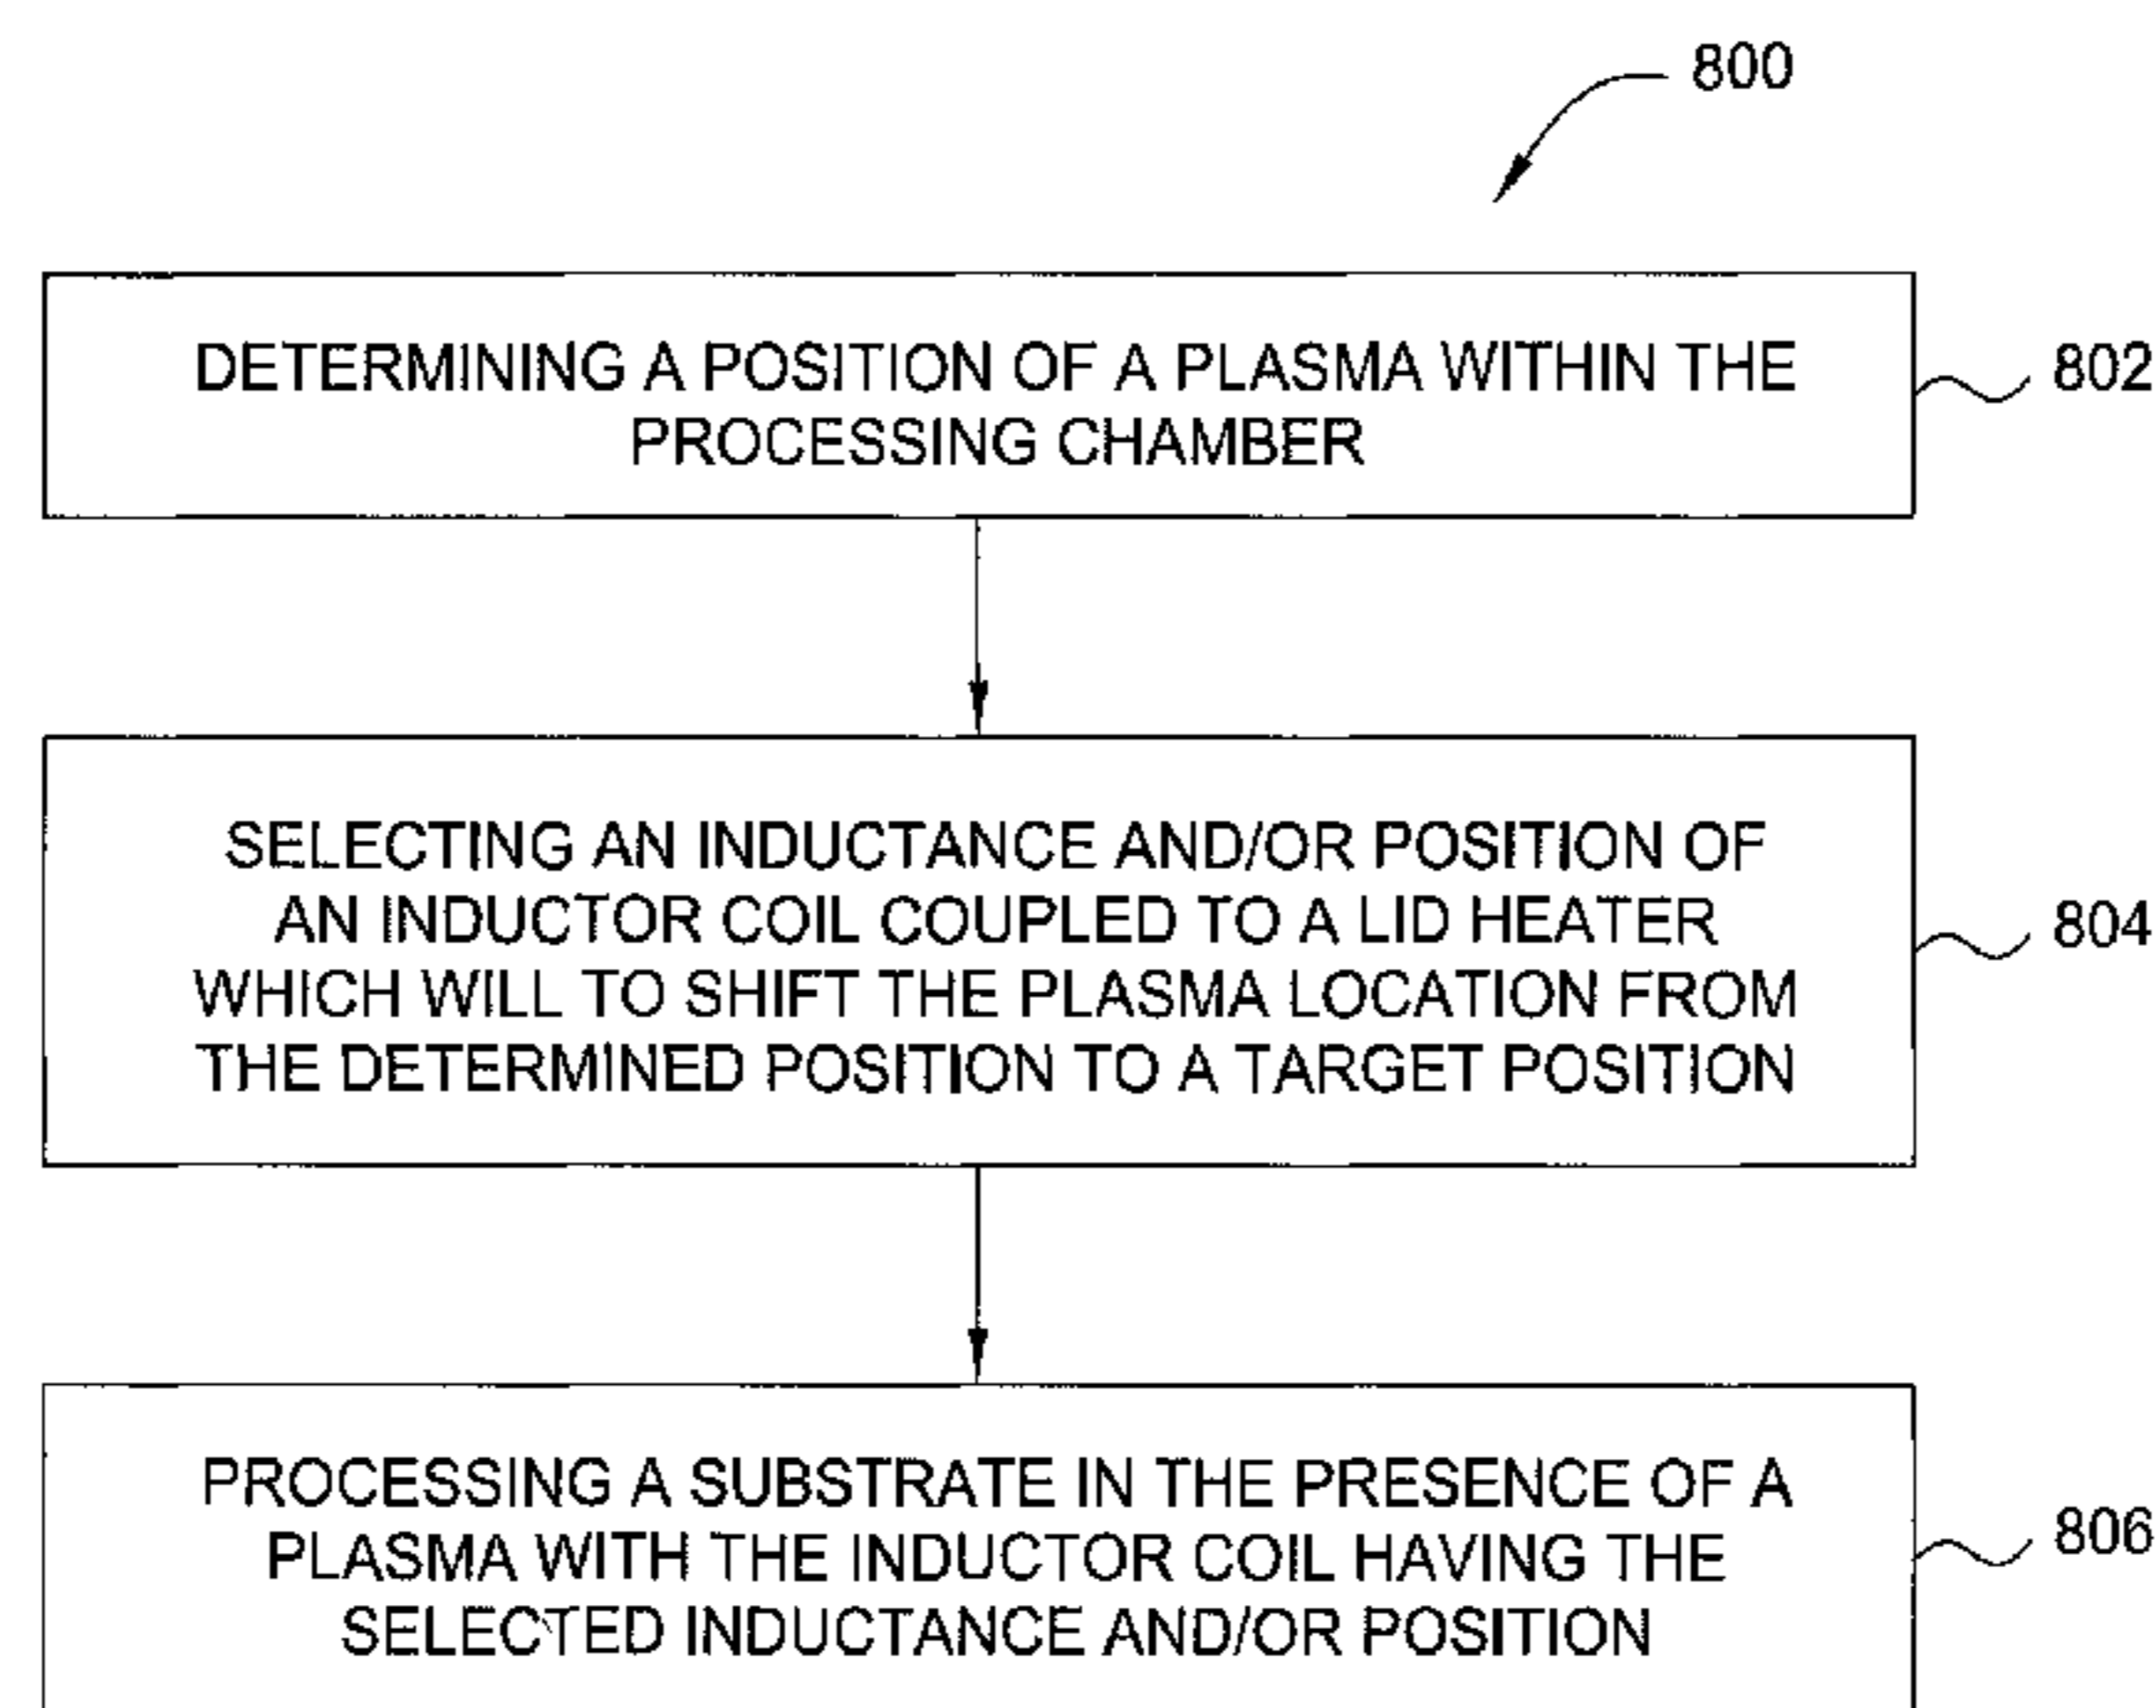 800
DETERMINING A POSITION OF A PLASMA WITHIN THE
PROCESSING CHAMBER
802
SELECTING AN INDUCTANCE AND/OR POSITION OF
AN INDUCTOR COIL COUPLED TO A LID HEATER
WHICH WILL TO SHIFT THE PLASMA LOCATION FROM
THE DETERMINED POSITION TO A TARGET POSITION
804
PROCESSING A SUBSTRATE IN THE PRESENCE OF A
PLASMA WITH THE INDUCTOR COIL HAVING THE
SELECTED INDUCTANCE AND/OR POSITION
806